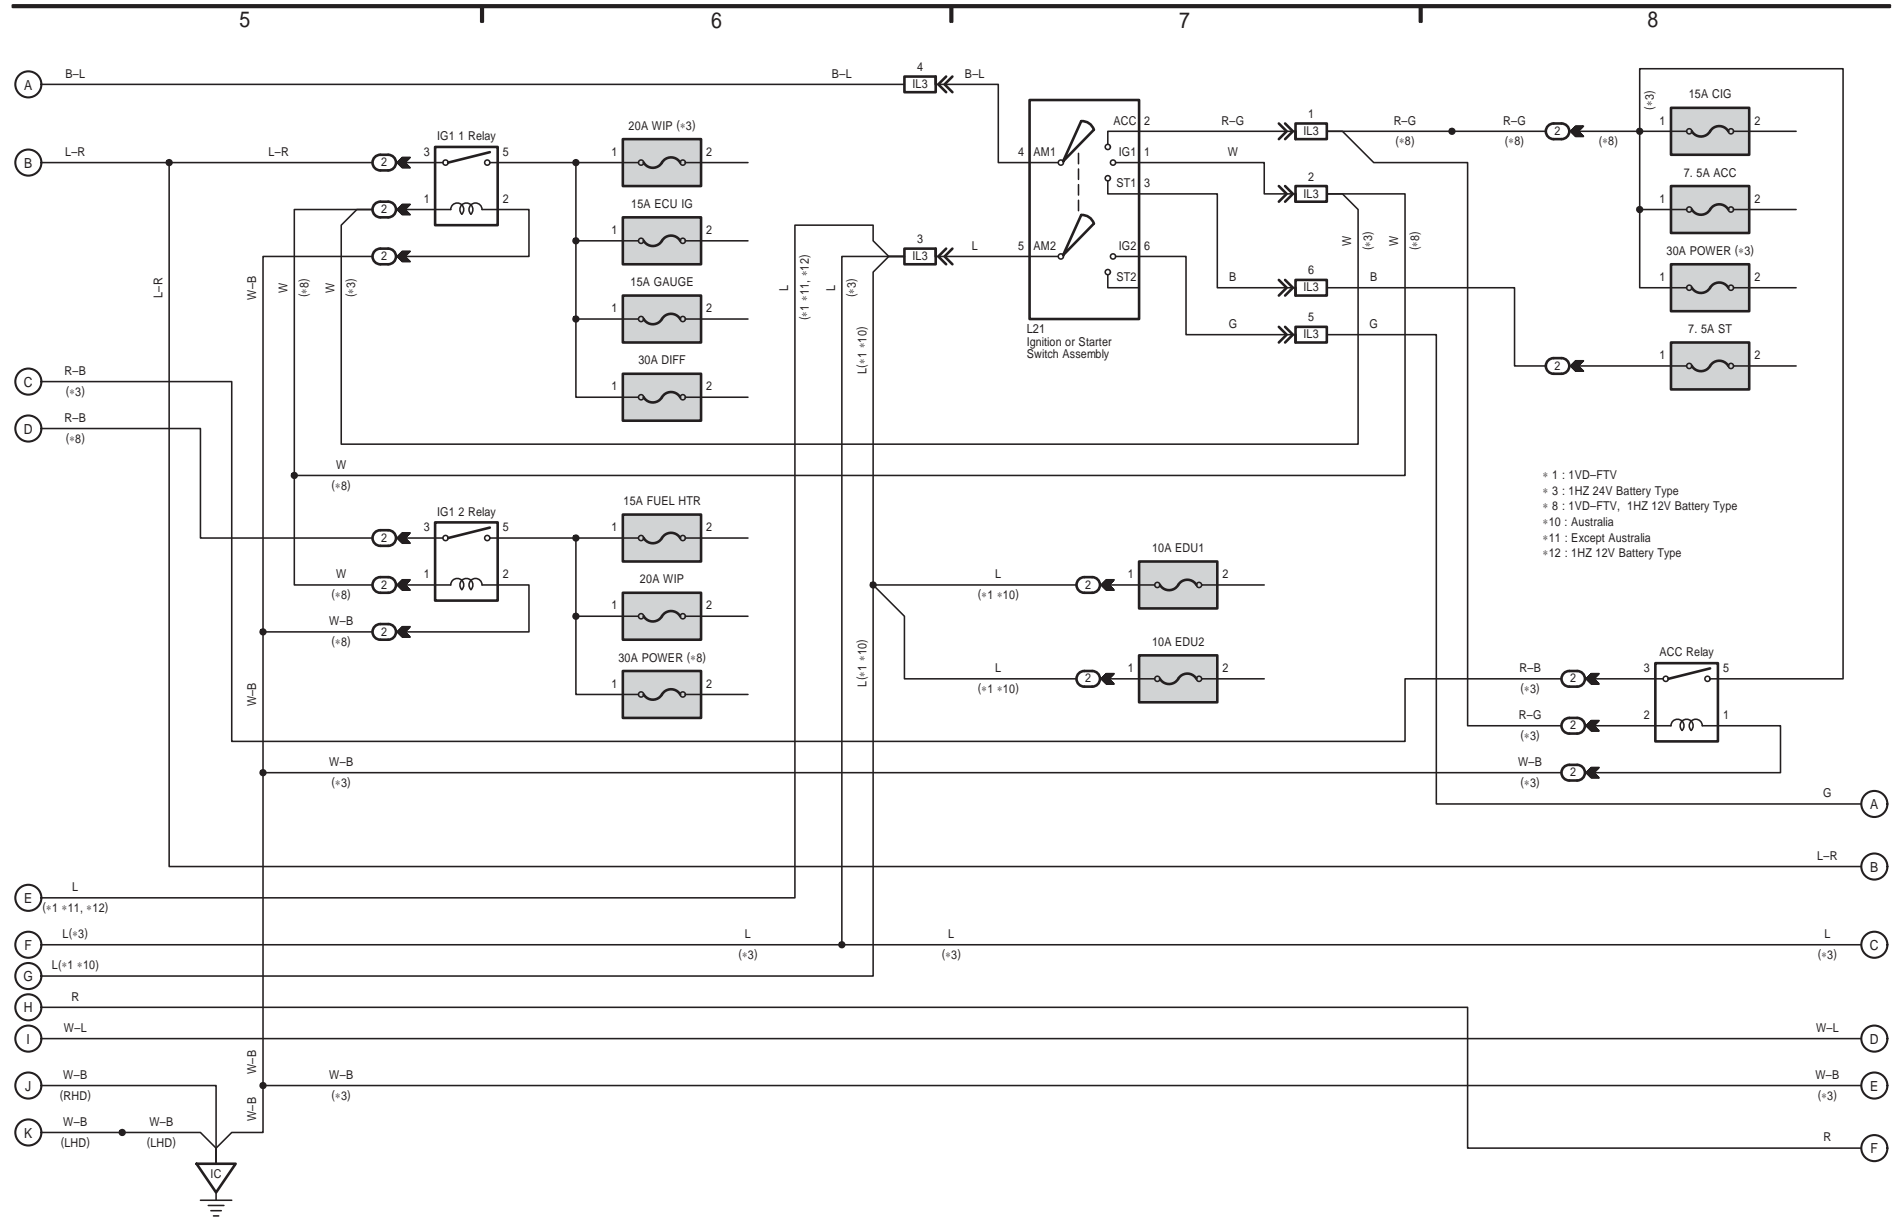 5 6 7 8
A B–L B–L 4 IL3 B–L
B L–R L–R 2 3 IG1 1 Relay 5
2 1 2
2
L–R
W–B
W (∗8)
W (∗3)
1 20A WIP (∗3) 2
1 15A ECU IG 2
1 15A GAUGE 2
1 30A DIFF 2
L (∗1 ∗11, ∗12)
L (∗3)
L(∗1 ∗10)
3 IL3 L
4 AM1 ACC 2
IG1 1
ST1 3
5 AM2 IG2 6
ST2
L21
Ignition or Starter
Switch Assembly
R–G 1 IL3 R–G (∗8) R–G (∗8) 2 (∗8) (∗3)
W 2 IL3
W (∗3)
W (∗8)
B 6 IL3 B
G 5 IL3 G
15A CIG 1 2
7. 5A ACC 1 2
30A POWER (∗3) 1 2
7. 5A ST 2 1 2
C R–B (∗3)
D R–B (∗8)
W (∗8)
IG1 2 Relay
2 3 5
W (∗8) 2 1 2
W–B (∗8) 2
W–B
15A FUEL HTR 1 2
20A WIP 1 2
30A POWER (∗8) 1 2
L(∗1 ∗10)
10A EDU1
L (∗1 ∗10) 2 1 2
10A EDU2
L (∗1 ∗10) 2 1 2
∗ 1 : 1VD–FTV
∗ 3 : 1HZ 24V Battery Type
∗ 8 : 1VD–FTV, 1HZ 12V Battery Type
∗10 : Australia
∗11 : Except Australia
∗12 : 1HZ 12V Battery Type
ACC Relay
R–B (∗3) 2 3 5
R–G (∗3) 2 2 1
W–B (∗3) W–B (∗3) 2
G A
L–R B
E L (∗1 ∗11, ∗12)
F L(∗3) L (∗3) L (∗3) L (∗3) C
G L(∗1 ∗10)
H R
I W–L W–L D
W–B
J W–B (RHD) W–B (∗3) W–B (∗3) E
W–B
K W–B (LHD) W–B (LHD)
R F
IC